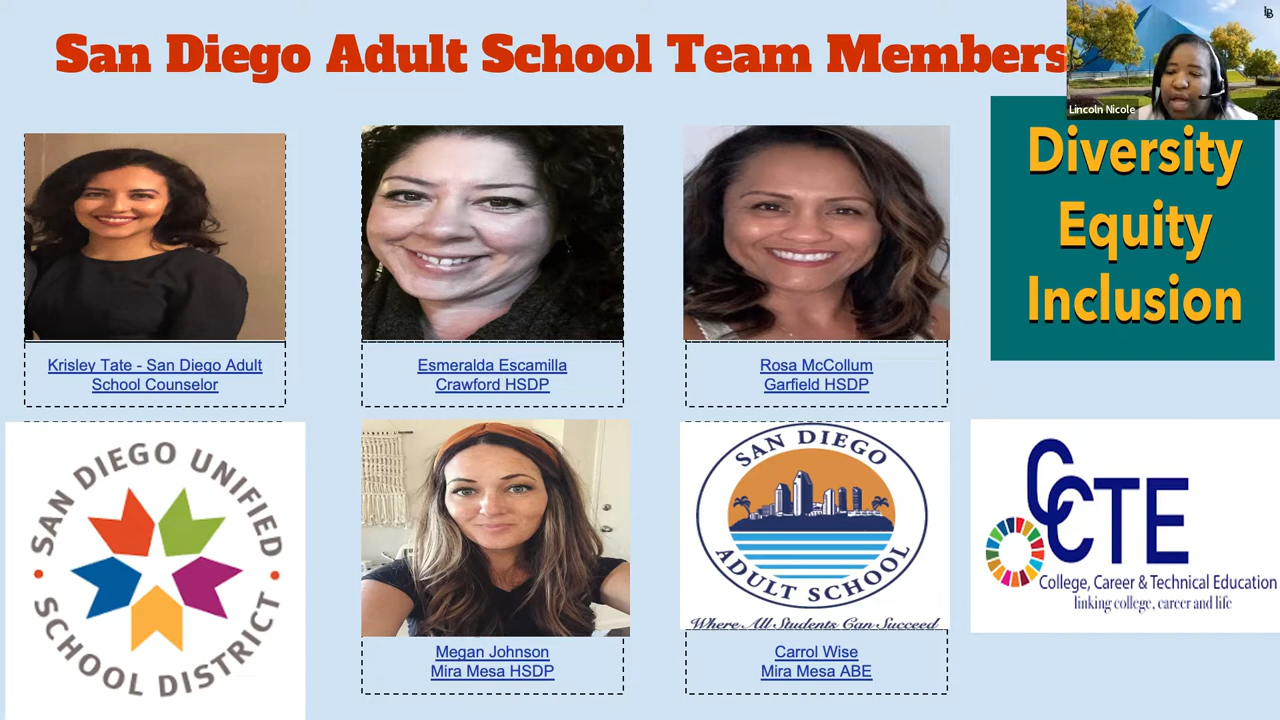 San Diego Adult School Team Members
LB
Lincoln Nicole
Diversity
Equity
Inclusion
Krisley Tate - San Diego Adult
School Counselor
Esmeralda Escamilla
Crawford HSDP
Rosa McCollum
Garfield HSDP
SAN DIEGO UNIFIED
SCHOOL DISTRICT
Megan Johnson
Mira Mesa HSDP
SAN DIEGO
ADULT SCHOOL
Where All Students Can Succeed
Carrol Wise
Mira Mesa ABE
CCTE
College, Career & Technical Education
linking college, career and life